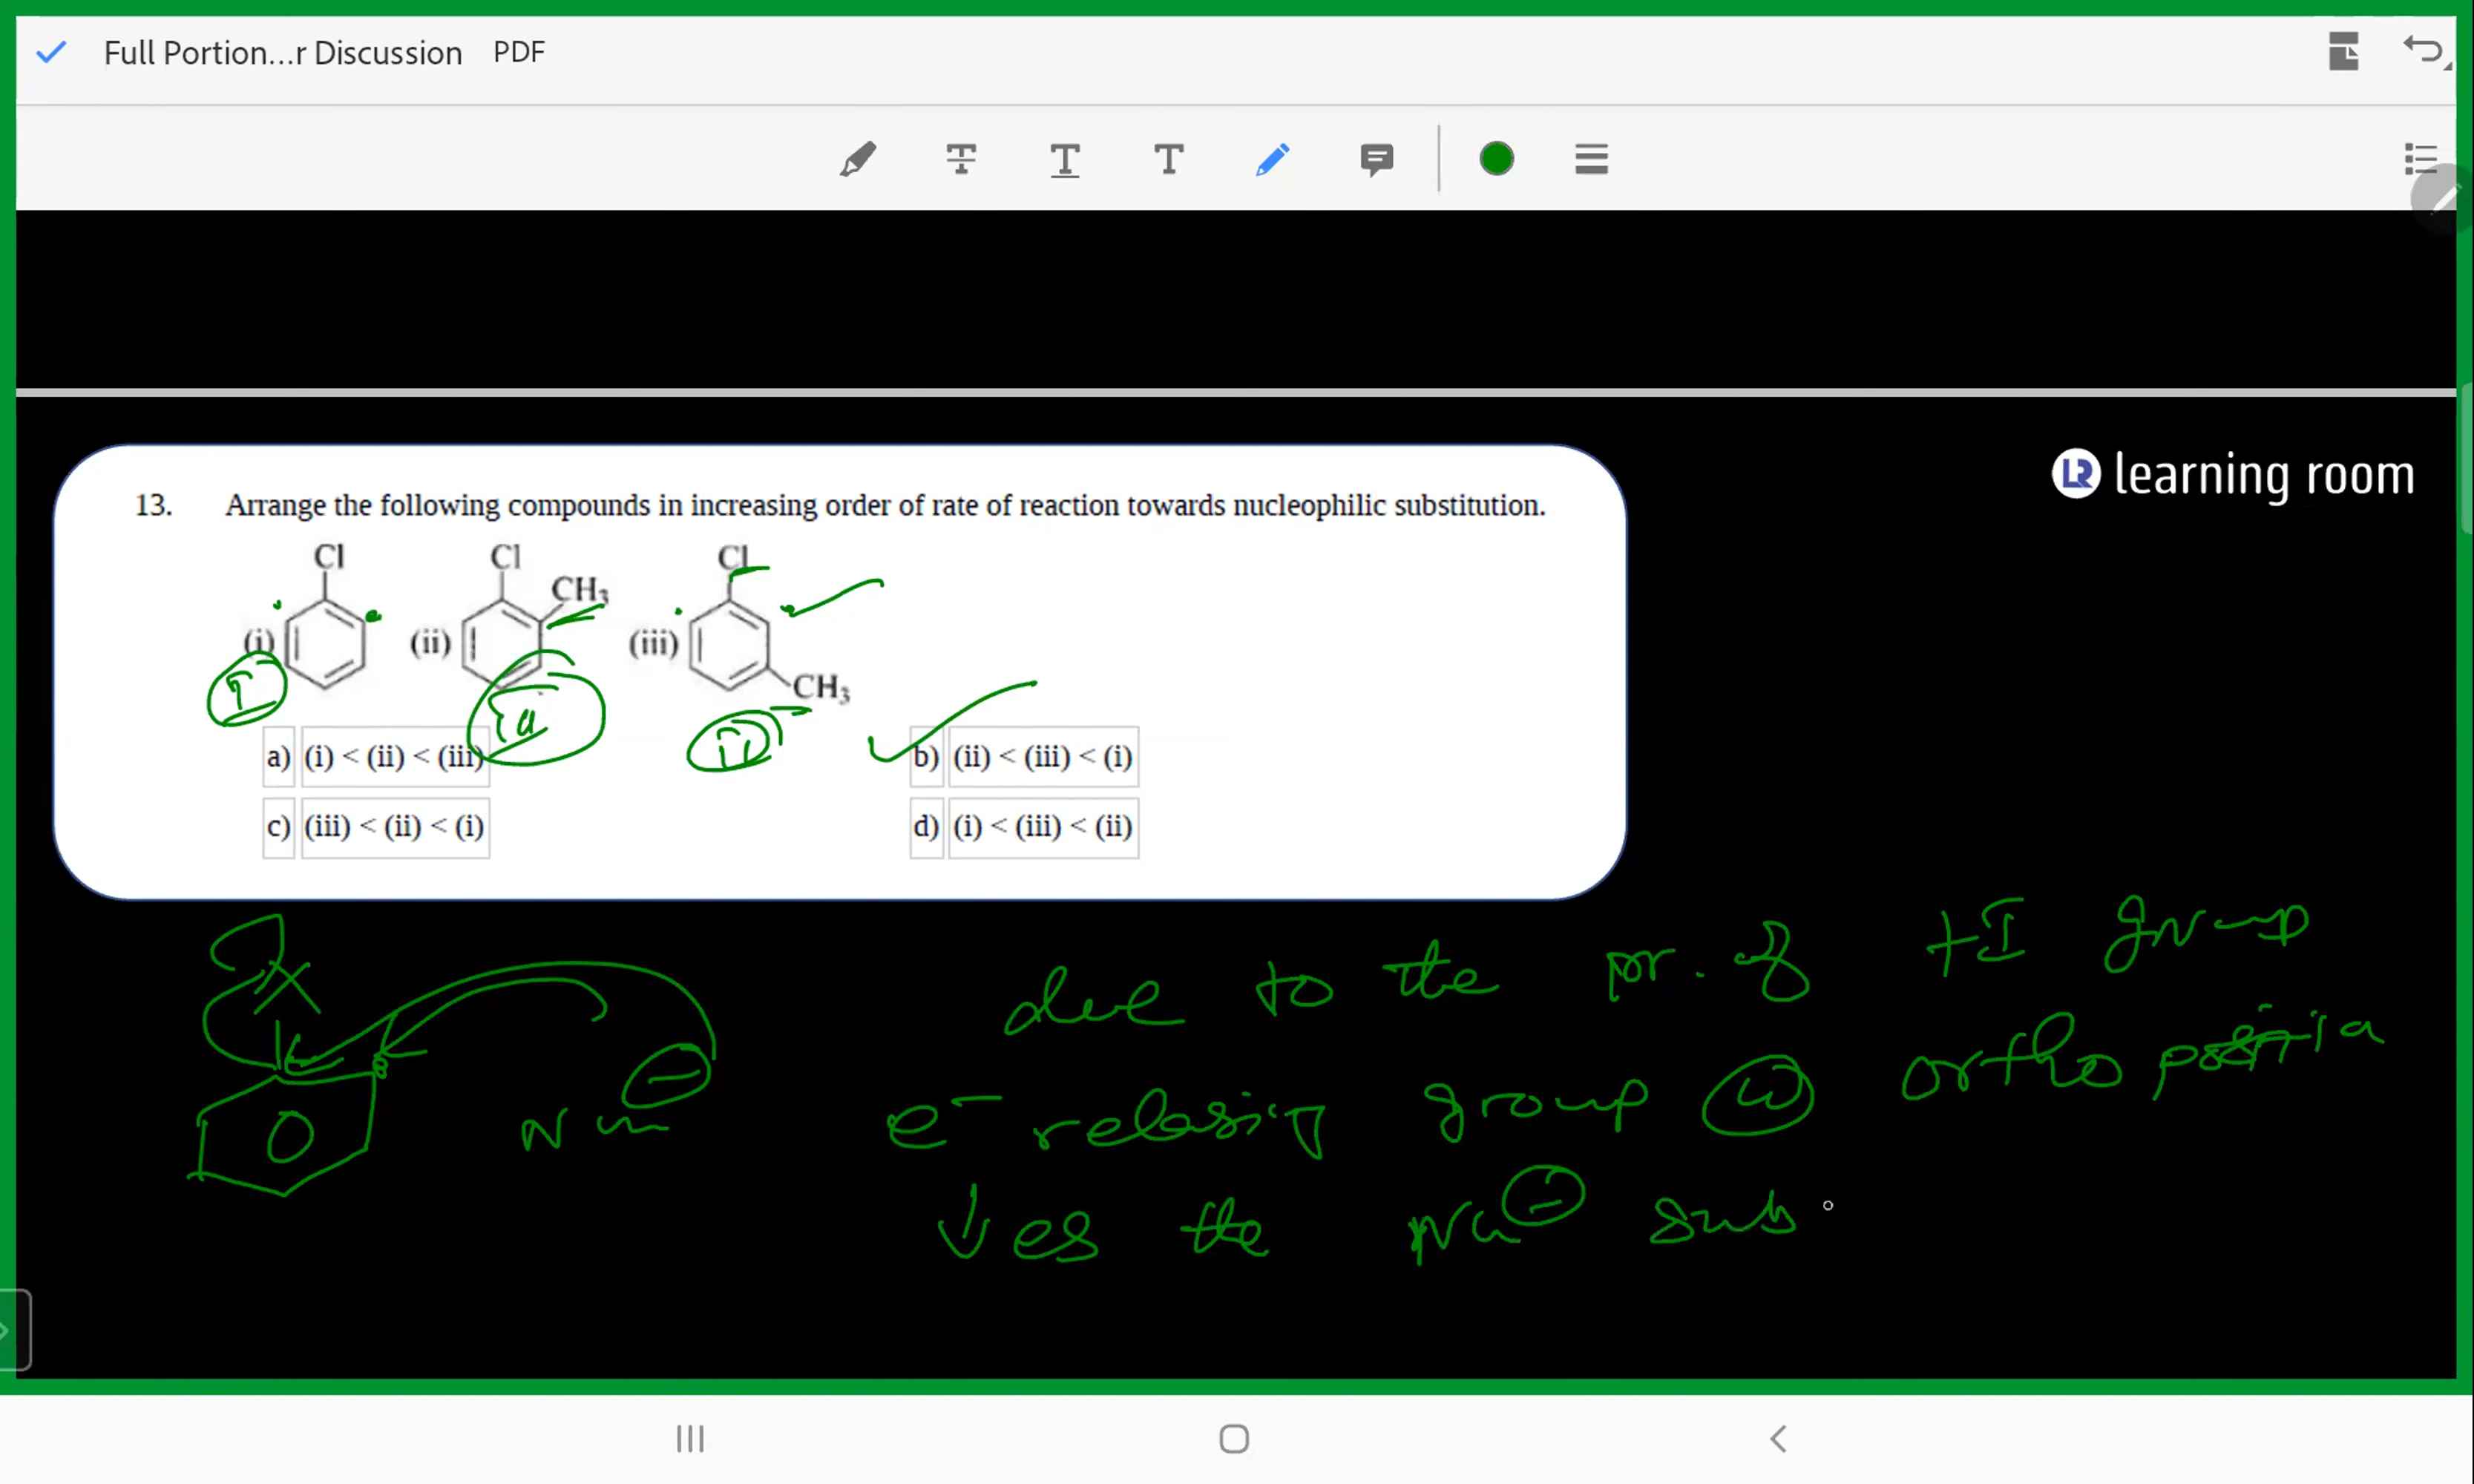 Full Portion...r Discussion PDF
learning room
13. Arrange the following compounds in increasing order of rate of reaction towards nucleophilic substitution.
Cl Cl Cl
CH3
(i) (ii) (iii)
CH3
a) (i) < (ii) < (iii) b) (ii) < (iii) < (i)
c) (iii) < (ii) < (i) d) (i) < (iii) < (ii)
due to the pr. of +I group
e⁻ relasing group ortho
↓es the Nu⊖ sub